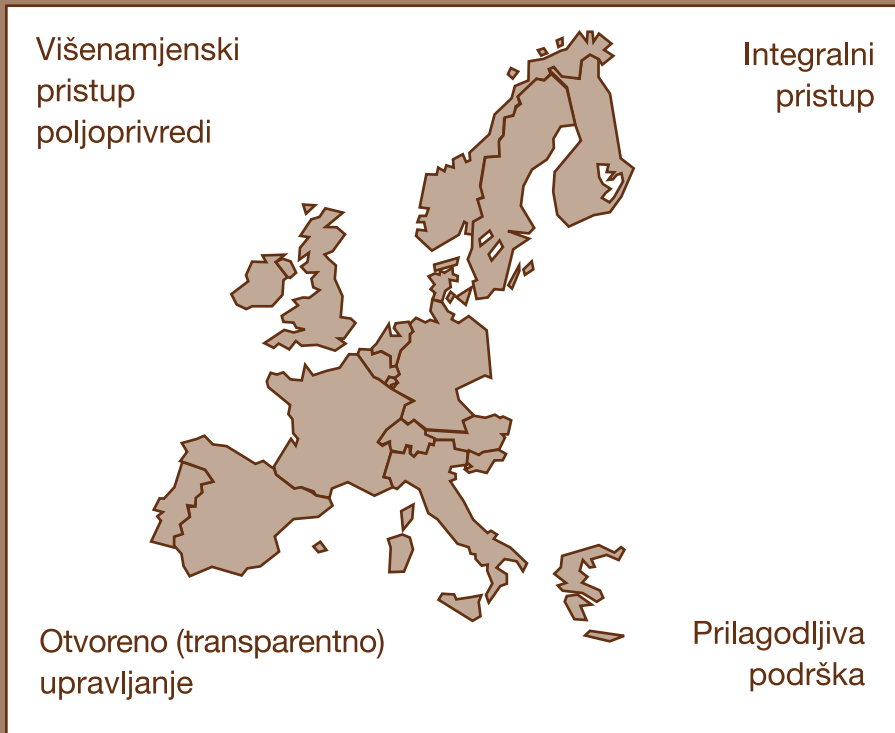 Višenamjenski
pristup
poljoprivredi
Integralni
pristup
Otvoreno (transparentno)
upravljanje
Prilagodljiva
podrška